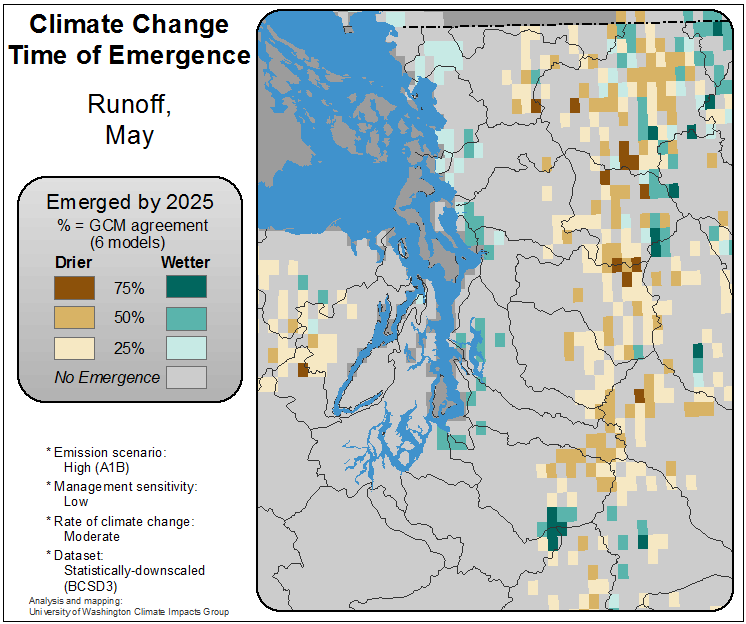 Climate Change
Time of Emergence
Runoff,
May
Emerged by 2025
% = GCM agreement
(6 models)
Drier Wetter
75%
50%
25%
No Emergence
* Emission scenario:
High (A1B)
* Management sensitivity:
Low
* Rate of climate change:
Moderate
* Dataset:
Statistically-downscaled
(BCSD3)
Analysis and mapping:
University of Washington Climate Impacts Group